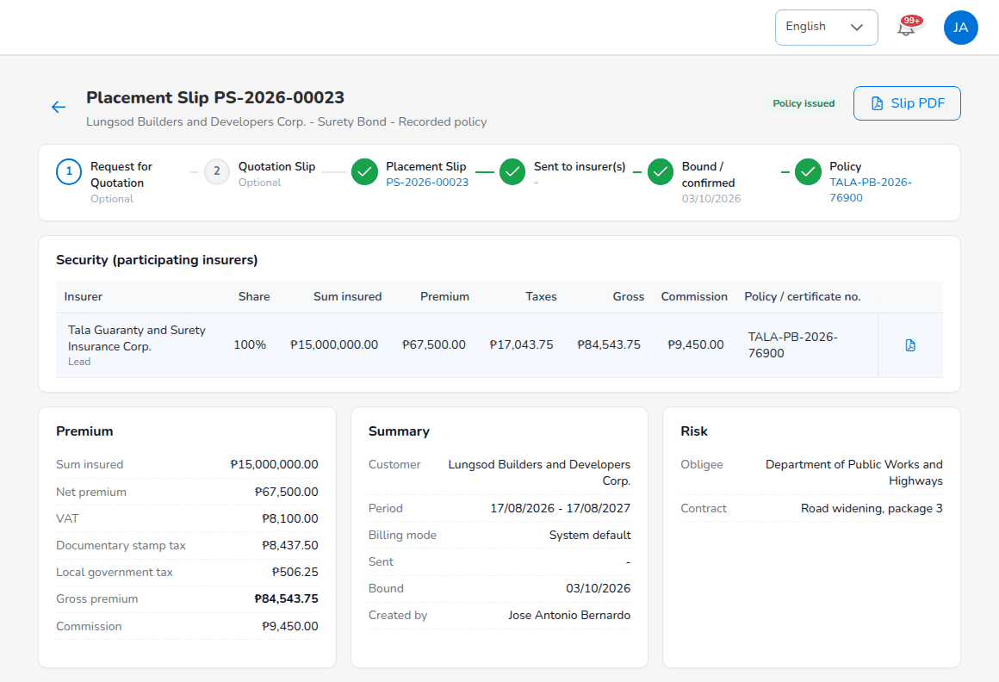 English
99+
JA
Placement Slip PS-2026-00023
Lungsod Builders and Developers Corp. - Surety Bond - Recorded policy
Policy issued
Slip PDF
1
Request for
Quotation
Optional
2
Quotation Slip
Optional
Placement Slip
PS-2026-00023
Sent to insurer(s)
-
Bound /
confirmed
03/10/2026
Policy
TALA-PB-2026-
76900
Security (participating insurers)
Insurer Share Sum insured Premium Taxes Gross Commission Policy / certificate no.
Tala Guaranty and Surety
Insurance Corp.
Lead
100% ₱15,000,000.00 ₱67,500.00 ₱17,043.75 ₱84,543.75 ₱9,450.00
TALA-PB-2026-
76900
Premium
Sum insured ₱15,000,000.00
Net premium ₱67,500.00
VAT ₱8,100.00
Documentary stamp tax ₱8,437.50
Local government tax ₱506.25
Gross premium ₱84,543.75
Commission ₱9,450.00
Summary
Customer Lungsod Builders and Developers
Corp.
Period 17/08/2026 - 17/08/2027
Billing mode System default
Sent -
Bound 03/10/2026
Created by Jose Antonio Bernardo
Risk
Obligee Department of Public Works and
Highways
Contract Road widening, package 3